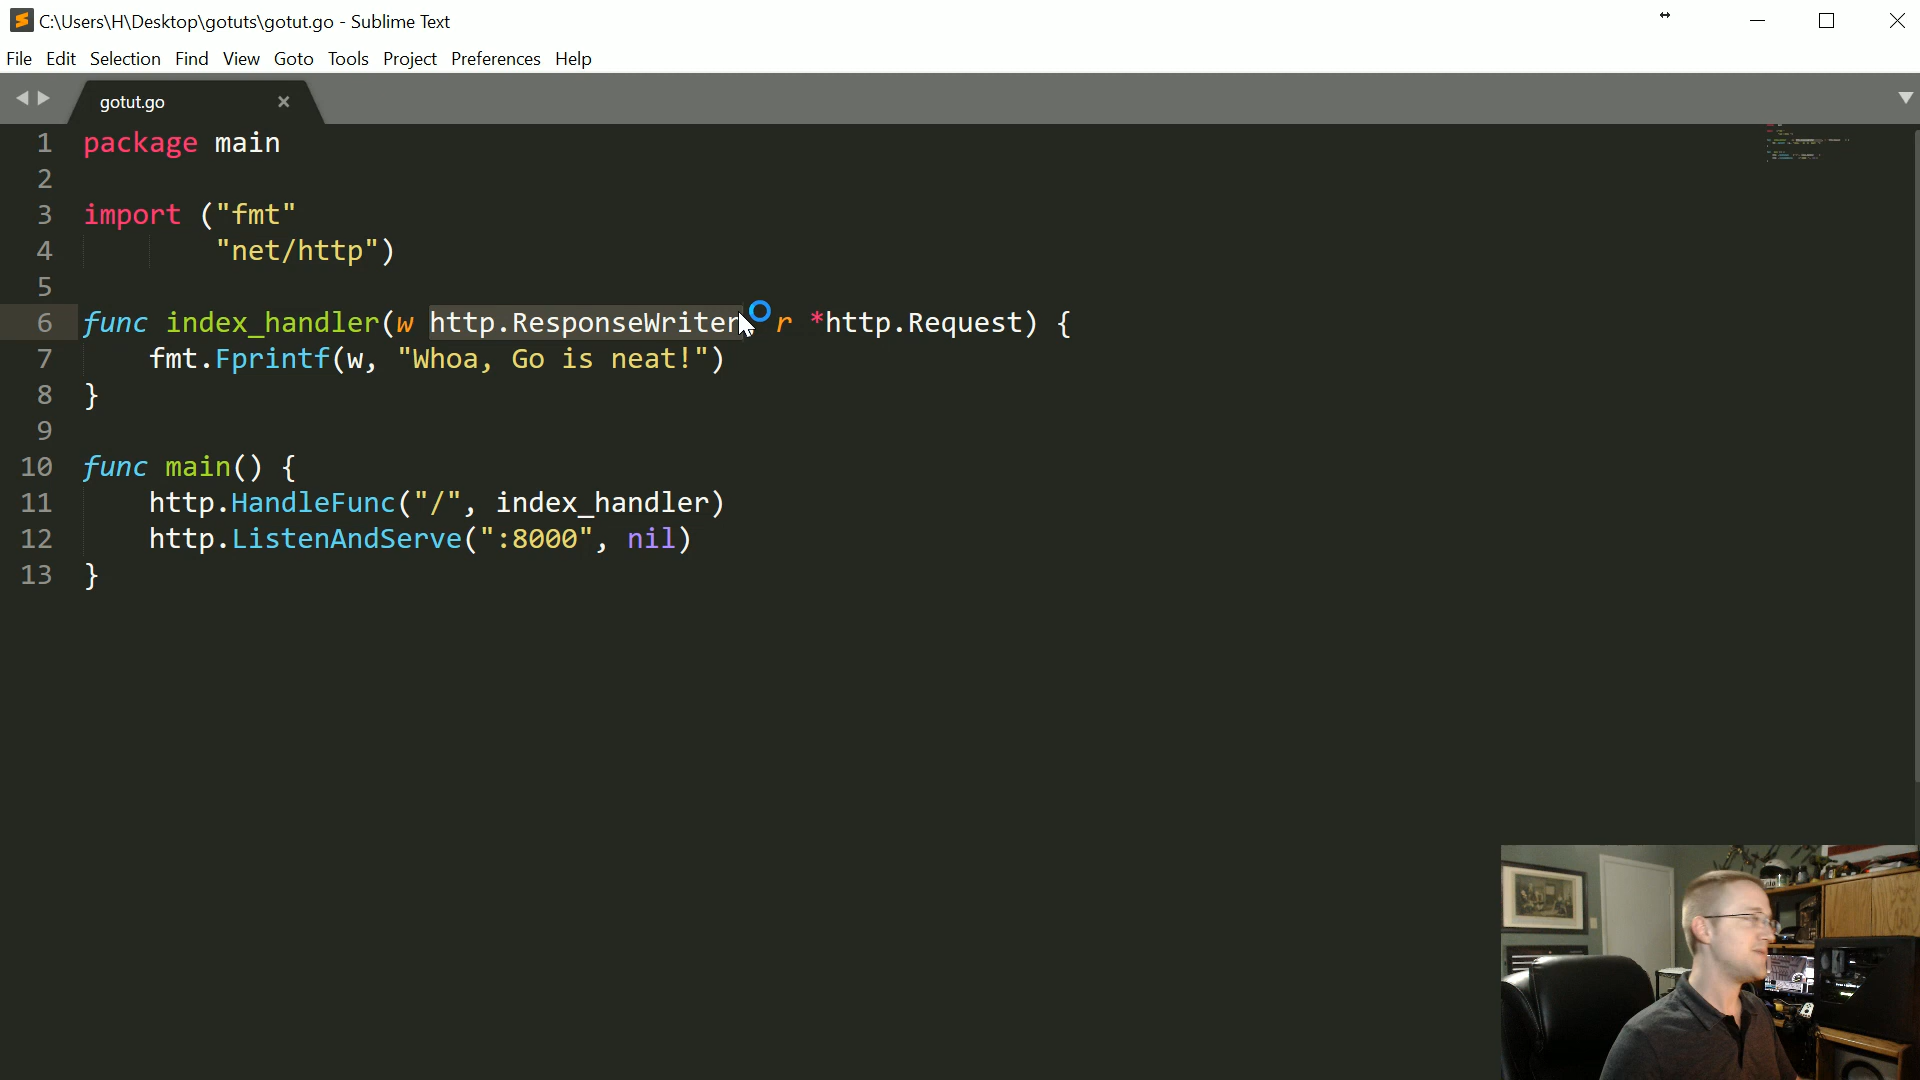 C:\Users\H\Desktop\gotuts\gotut.go - Sublime Text
File Edit Selection Find View Goto Tools Project Preferences Help
gotut.go
1 package main
2
3 import ("fmt"
4 "net/http")
5
6 func index_handler(w http.ResponseWriter, r *http.Request) {
7 fmt.Fprintf(w, "Whoa, Go is neat!")
8 }
9
10 func main() {
11 http.HandleFunc("/", index_handler)
12 http.ListenAndServe(":8000", nil)
13 }